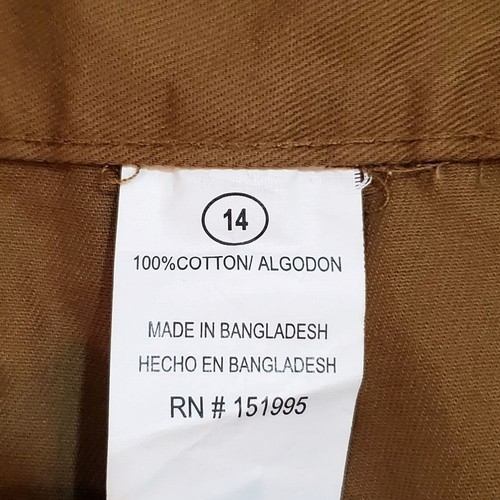 14
100%COTTON/ ALGODON
MADE IN BANGLADESH
HECHO EN BANGLADESH
RN # 151995